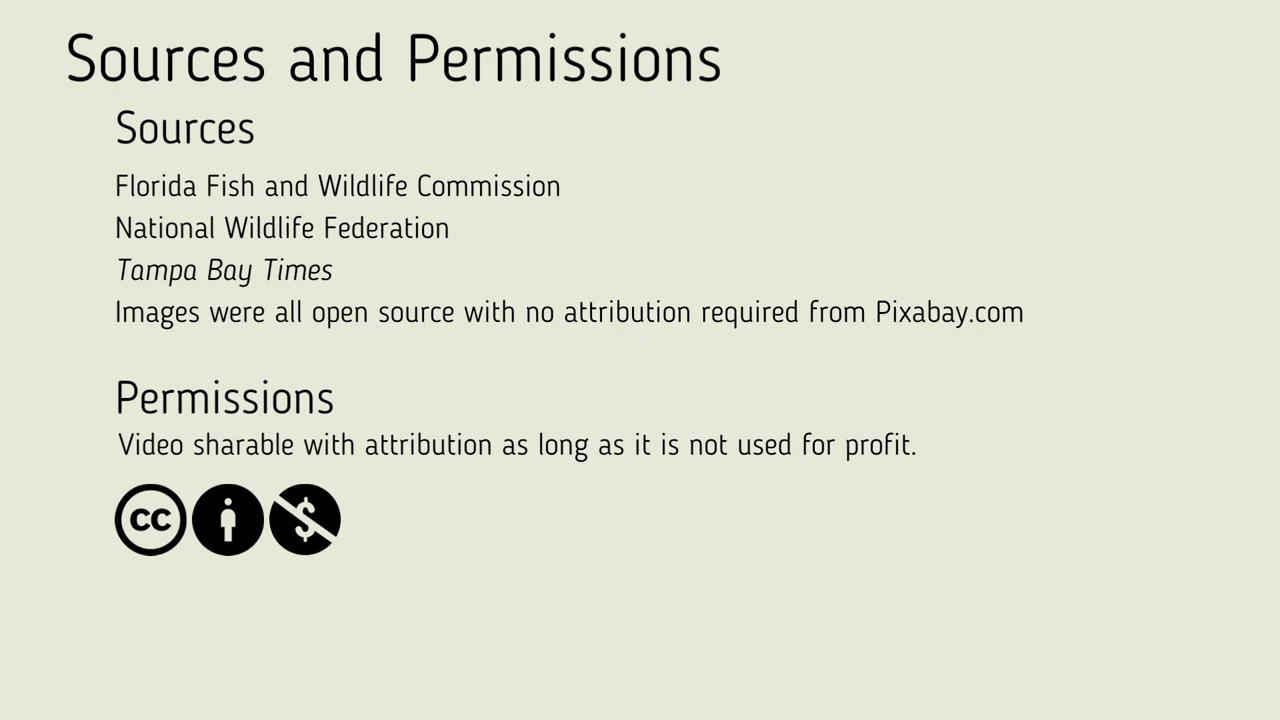 Sources and Permissions
Sources
Florida Fish and Wildlife Commission
National Wildlife Federation
Tampa Bay Times
Images were all open source with no attribution required from Pixabay.com
Permissions
Video sharable with attribution as long as it is not used for profit.
cc $